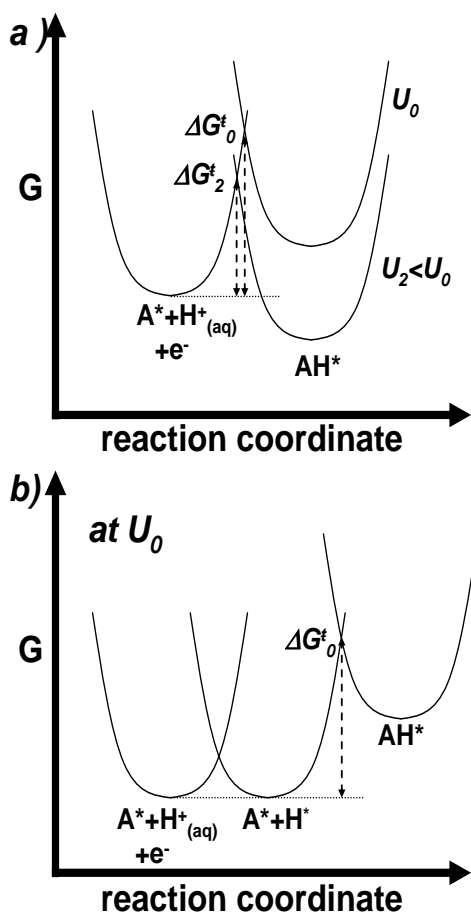 a )
U₀
ΔG‡₀
ΔG‡₂
G
U₂<U₀
A*+H⁺(aq)
+e⁻
AH*
reaction coordinate
b)
at U₀
G
ΔG‡₀
AH*
A*+H⁺(aq)
A*+H*
+e⁻
reaction coordinate